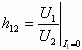 h₁₂ = U₁/U₂ |_{I₁=0}